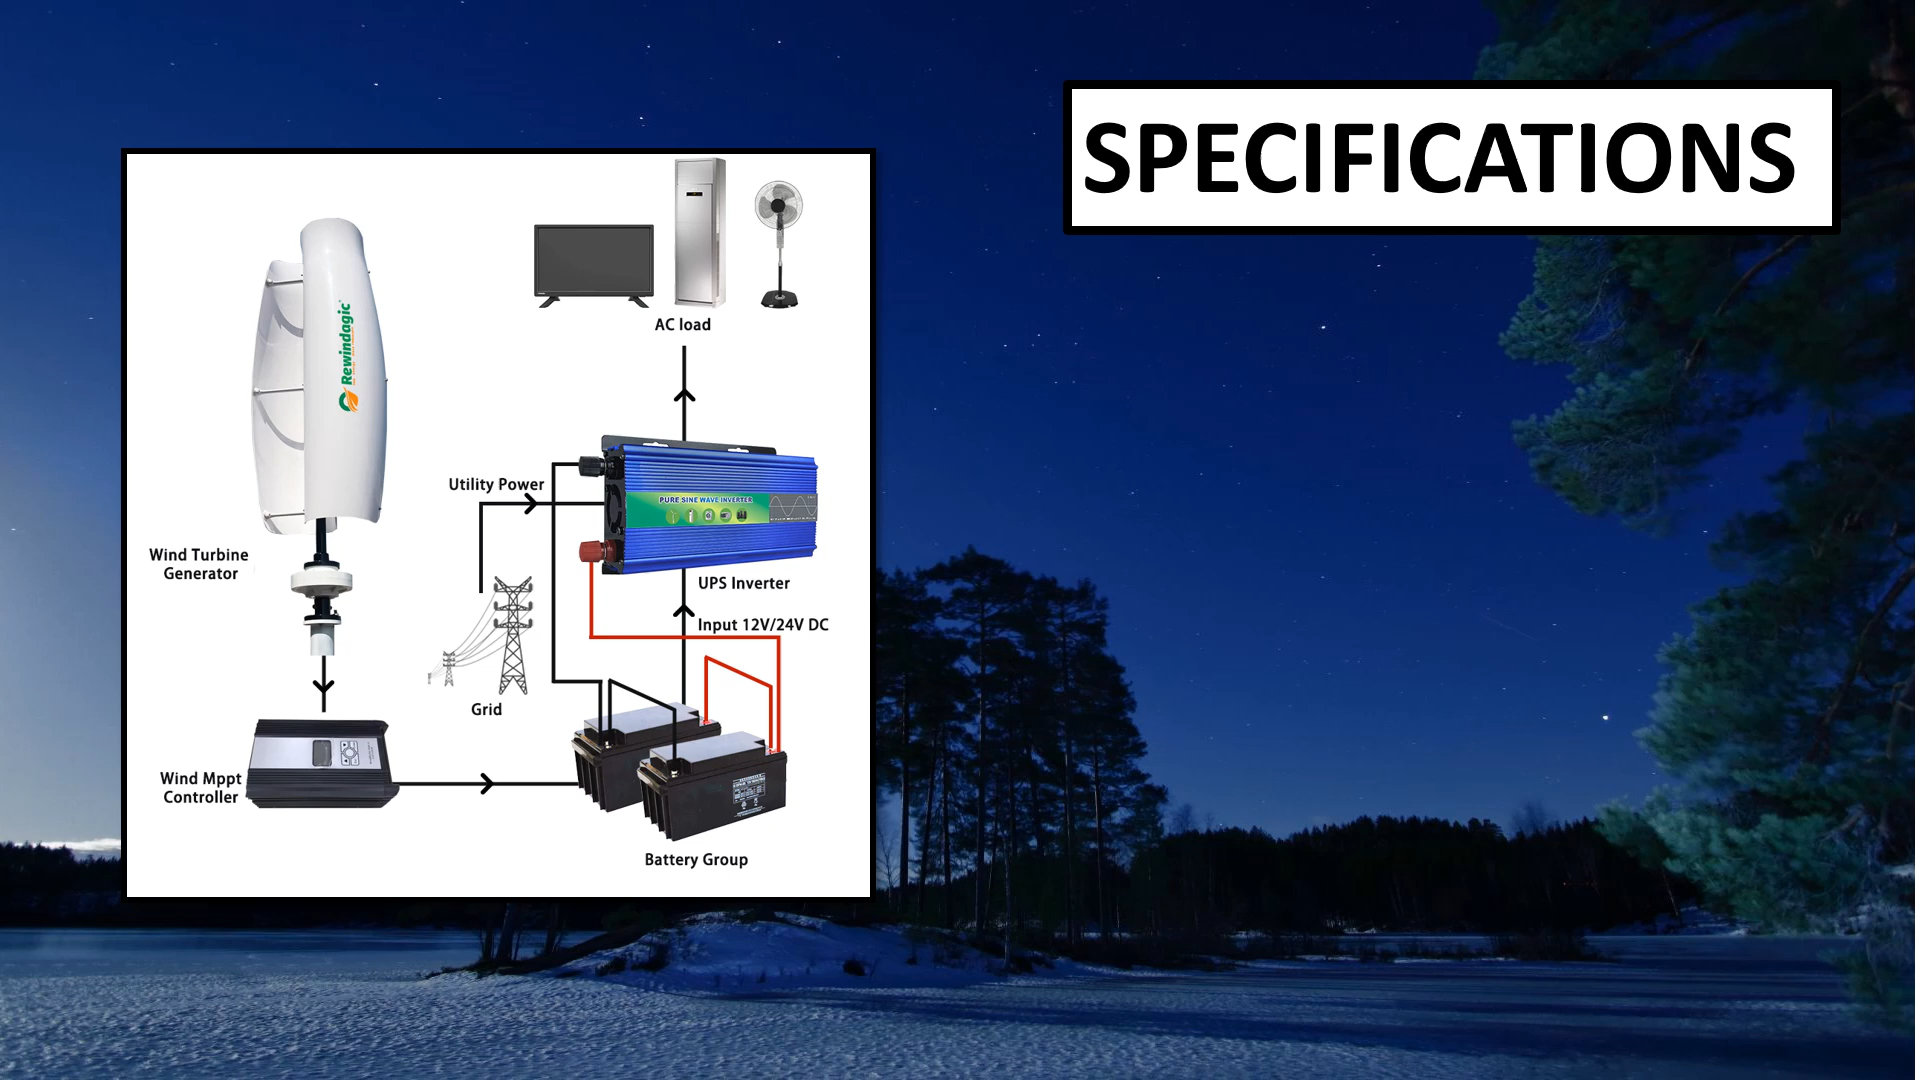 SPECIFICATIONS
AC load
Rewindagic
Utility Power
PURE SINE WAVE INVERTER
Wind Turbine
Generator
UPS Inverter
Input 12V/24V DC
Grid
Wind Mppt
Controller
Battery Group